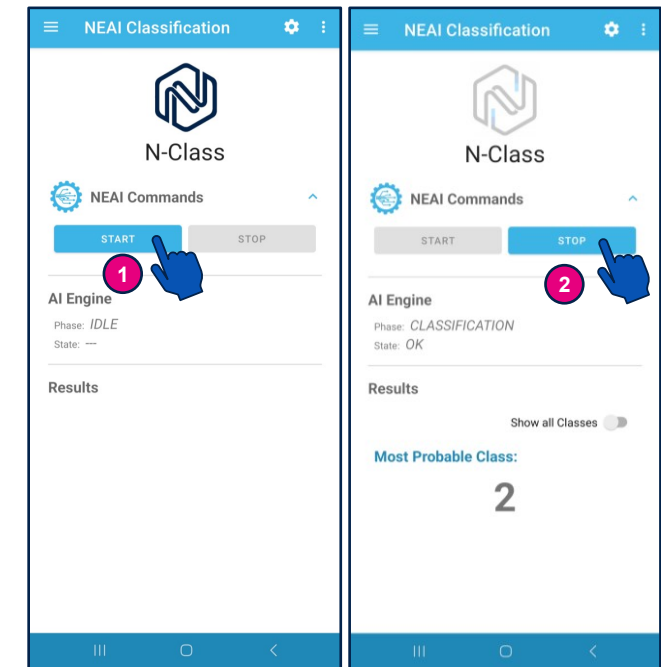 NEAI Classification
N-Class
NEAI Commands
START STOP
1
AI Engine
Phase: IDLE
State: ---
Results
NEAI Classification
N-Class
NEAI Commands
START STOP
2
AI Engine
Phase: CLASSIFICATION
State: OK
Results
Show all Classes
Most Probable Class:
2